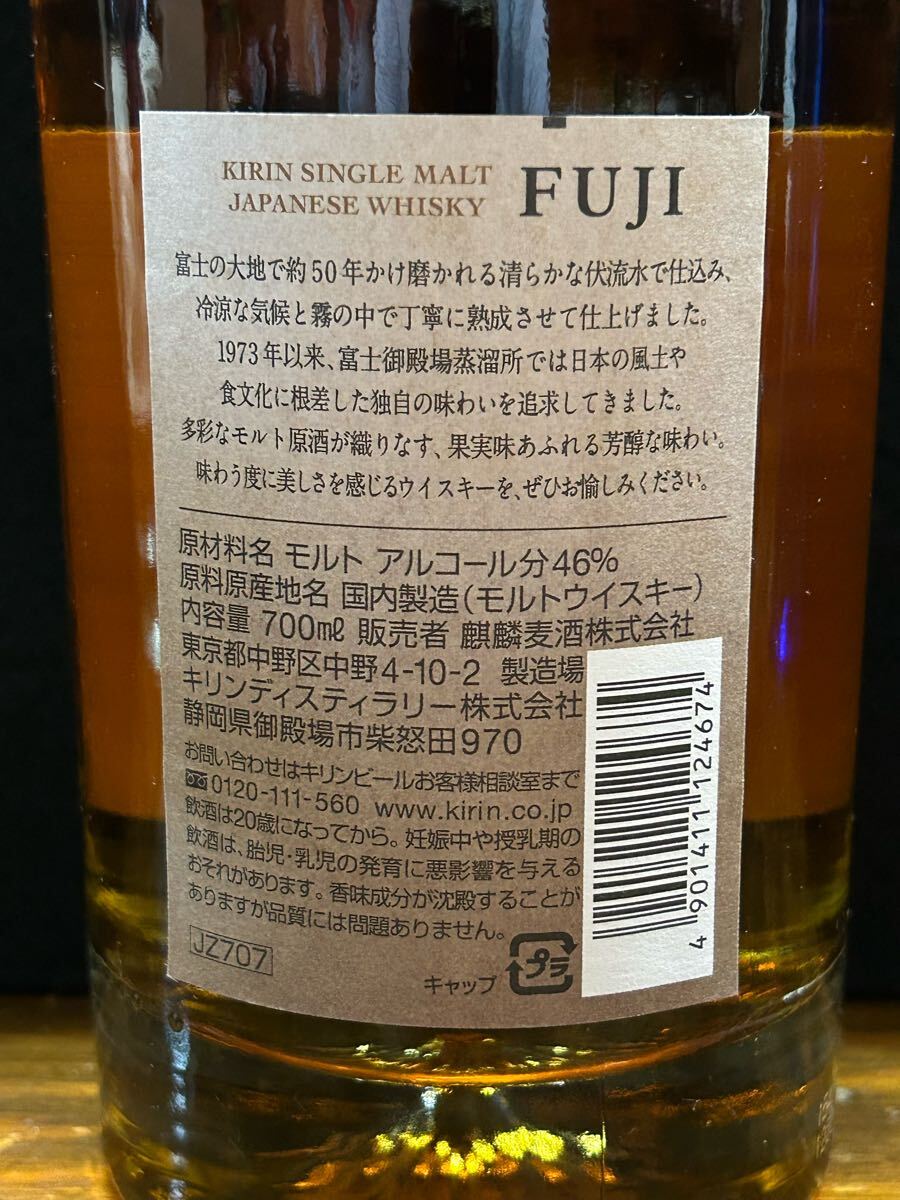 KIRIN SINGLE MALT
JAPANESE WHISKY FUJI
富士の大地で約50年かけ磨かれる清らかな伏流水で仕込み、
冷涼な気候と霧の中で丁寧に熟成させて仕上げました。
1973年以来、富士御殿場蒸溜所では日本の風土や
食文化に根差した独自の味わいを追求してきました。
多彩なモルト原酒が織りなす、果実味あふれる芳醇な味わい。
味わう度に美しさを感じるウイスキーを、ぜひお愉しみください。
原材料名 モルト アルコール分46%
原料原産地名 国内製造（モルトウイスキー）
内容量 700㎖ 販売者 麒麟麦酒株式会社
東京都中野区中野4-10-2 製造場
キリンディスティラリー株式会社
静岡県御殿場市柴怒田970
お問い合わせはキリンビールお客様相談室まで
0120-111-560 www.kirin.co.jp
飲酒は20歳になってから。妊娠中や授乳期の
飲酒は、胎児・乳児の発育に悪影響を与える
おそれがあります。香味成分が沈殿することが
ありますが品質には問題ありません。
JZ707
キャップ プラ
4 901411 124674